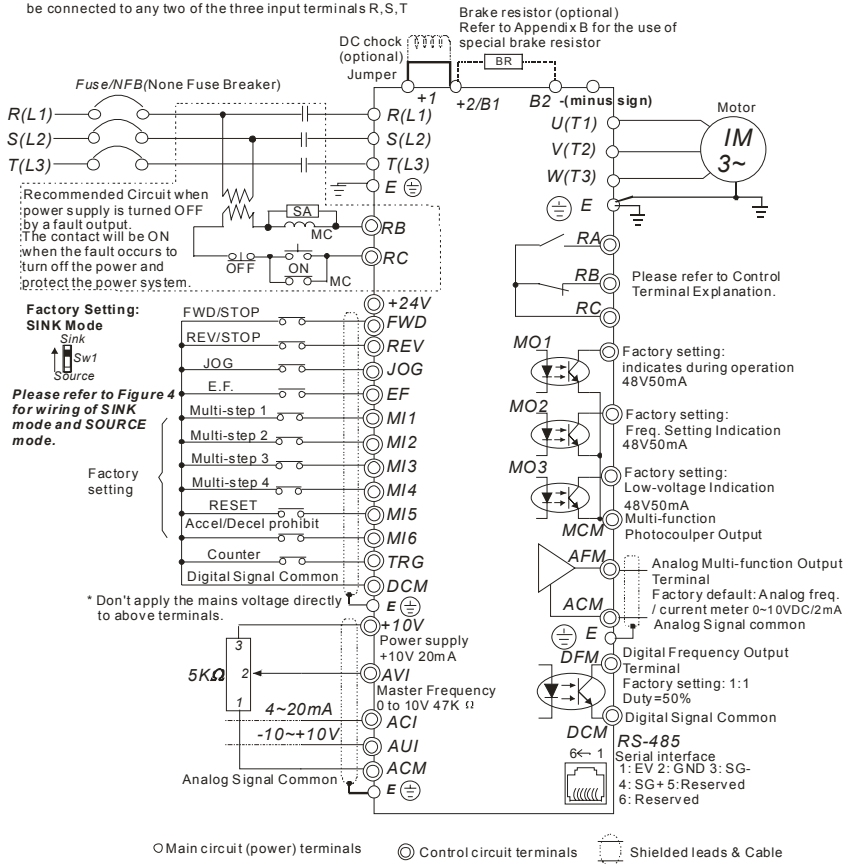 be connected to any two of the three input terminals R,S,T
Brake resistor (optional)
Refer to Appendix B for the use of
special brake resistor
DC chock
(optional)
Jumper
BR
Fuse/NFB(None Fuse Breaker)
+1
+2/B1
B2
-(minus sign)
Motor
R(L1)
R(L1)
U(T1)
IM
3~
S(L2)
S(L2)
V(T2)
T(L3)
T(L3)
W(T3)
E
E
Recommended Circuit when
power supply is turned OFF
by a fault output.
The contact will be ON
when the fault occurs to
turn off the power and
protect the power system.
SA
MC
RB
OFF
ON
MC
RC
RA
RB
RC
Please refer to Control
Terminal Explanation.
Factory Setting:
SINK Mode
Sink
Sw1
Source
Please refer to Figure 4
for wiring of SINK
mode and SOURCE
mode.
+24V
FWD/STOP
FWD
REV/STOP
REV
JOG
JOG
E.F.
EF
Multi-step 1
MI1
Multi-step 2
MI2
Multi-step 3
MI3
Multi-step 4
MI4
RESET
MI5
Accel/Decel prohibit
MI6
Counter
TRG
Digital Signal Common
DCM
Factory
setting
E
* Don't apply the mains voltage directly
to above terminals.
MO1
Factory setting:
indicates during operation
48V50mA
MO2
Factory setting:
Freq. Setting Indication
48V50mA
MO3
Factory setting:
Low-voltage Indication
48V50mA
MCM
Multi-function
Photocoulper Output
AFM
Analog Multi-function Output
Terminal
Factory default: Analog freq.
/ current meter 0~10VDC/2mA
ACM
Analog Signal common
E
+10V
Power supply
+10V 20mA
3
2
1
5KΩ
AVI
Master Frequency
0 to 10V 47K Ω
4~20mA
ACI
-10~+10V
AUI
ACM
Analog Signal Common
E
DFM
Digital Frequency Output
Terminal
Factory setting: 1:1
Duty=50%
DCM
Digital Signal Common
RS-485
Serial interface
6← 1
1: EV 2: GND 3: SG-
4: SG+ 5:Reserved
6: Reserved
Main circuit (power) terminals
Control circuit terminals
Shielded leads & Cable